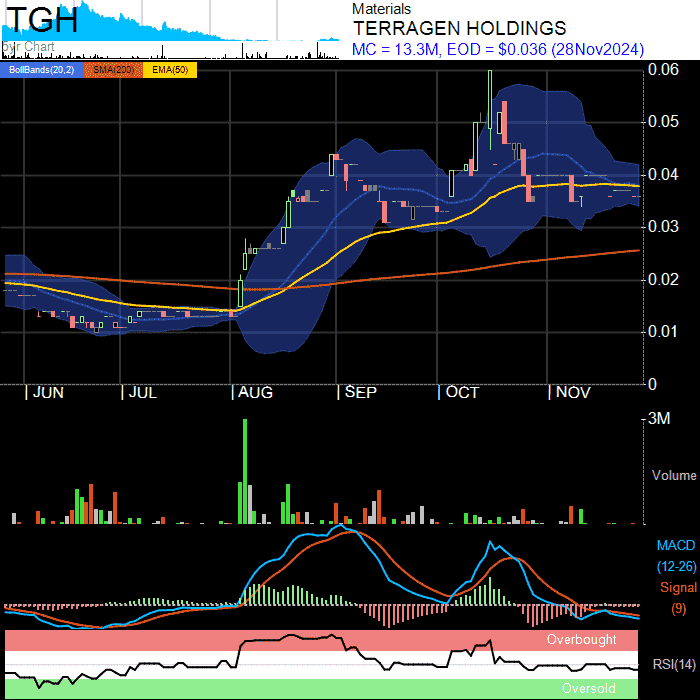 TGH
5yr Chart
Materials
TERRAGEN HOLDINGS
MC = 13.3M, EOD = $0.036 (28Nov2024)
BollBands(20,2) SMA(200) EMA(50)
0.06
0.05
0.04
0.03
0.02
0.01
0
JUN JUL AUG SEP OCT NOV
3M
Volume
MACD
(12-26)
Signal
(9)
Overbought
RSI(14)
Oversold